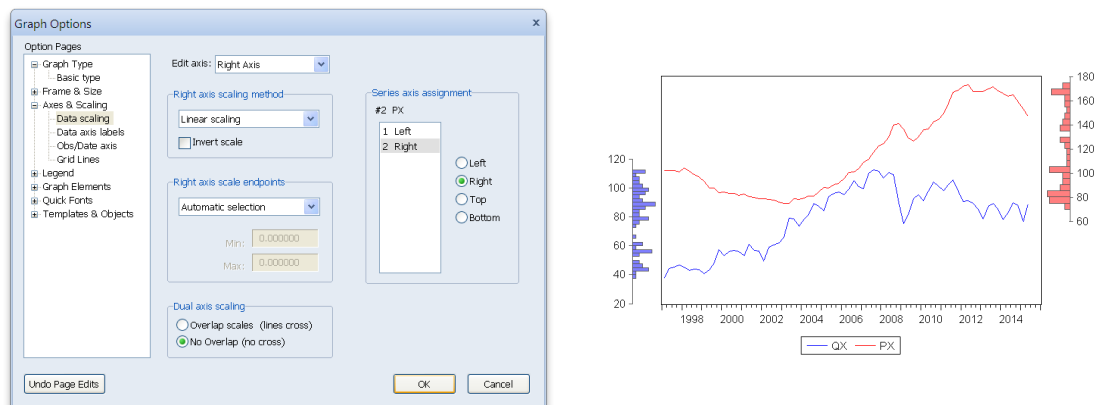 Graph Options
x
Option Pages
Graph Type
Basic type
Frame & Size
Axes & Scaling
Data scaling
Data axis labels
Obs/Date axis
Grid Lines
Legend
Graph Elements
Quick Fonts
Templates & Objects
Edit axis: Right Axis
Right axis scaling method
Linear scaling
Invert scale
Right axis scale endpoints
Automatic selection
Min: 0.000000
Max: 0.000000
Dual axis scaling
Overlap scales (lines cross)
No Overlap (no cross)
Series axis assignment
#2 PX
1 Left
2 Right
Left
Right
Top
Bottom
Undo Page Edits
OK
Cancel
120
100
80
60
40
20
180
160
140
120
100
80
60
1998 2000 2002 2004 2006 2008 2010 2012 2014
QX PX